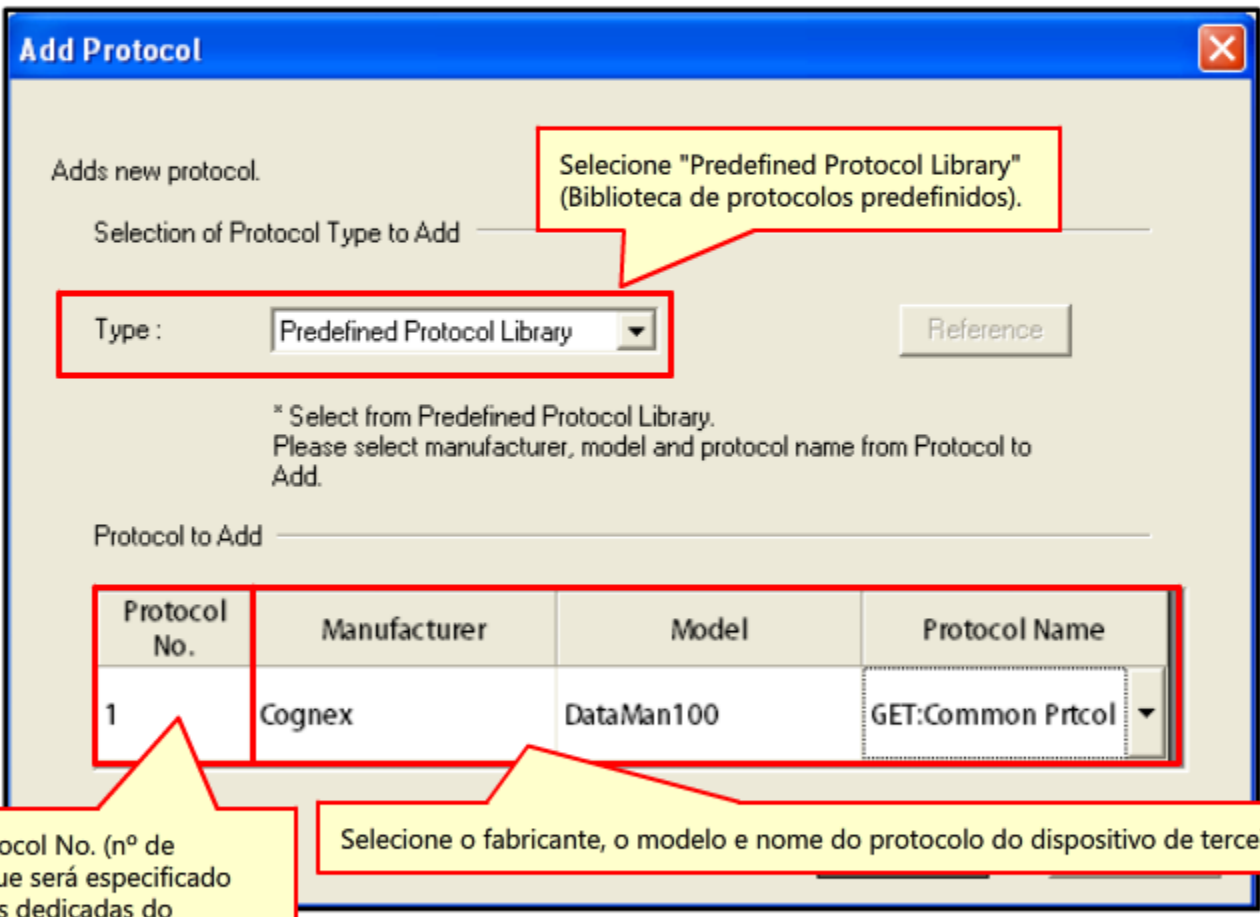 Add Protocol
Adds new protocol.
Selecione "Predefined Protocol Library"
(Biblioteca de protocolos predefinidos).
Selection of Protocol Type to Add
Type :
Predefined Protocol Library
Reference
* Select from Predefined Protocol Library.
Please select manufacturer, model and protocol name from Protocol to
Add.
Protocol to Add
Protocol
No.
Manufacturer
Model
Protocol Name
1
Cognex
DataMan100
GET:Common Prtcol
Selecione o fabricante, o modelo e nome do protocolo do dispositivo de terce
ocol No. (nº de
ue será especificado
s dedicadas do